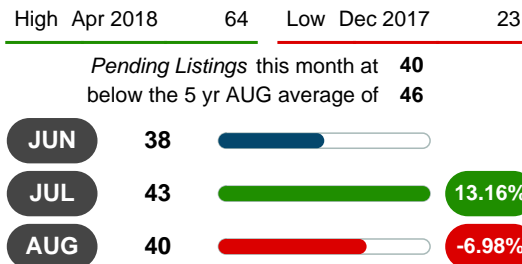 High Apr 2018 64 Low Dec 2017 23
Pending Listings this month at 40
below the 5 yr AUG average of 46
JUN 38
JUL 43 13.16%
AUG 40 -6.98%